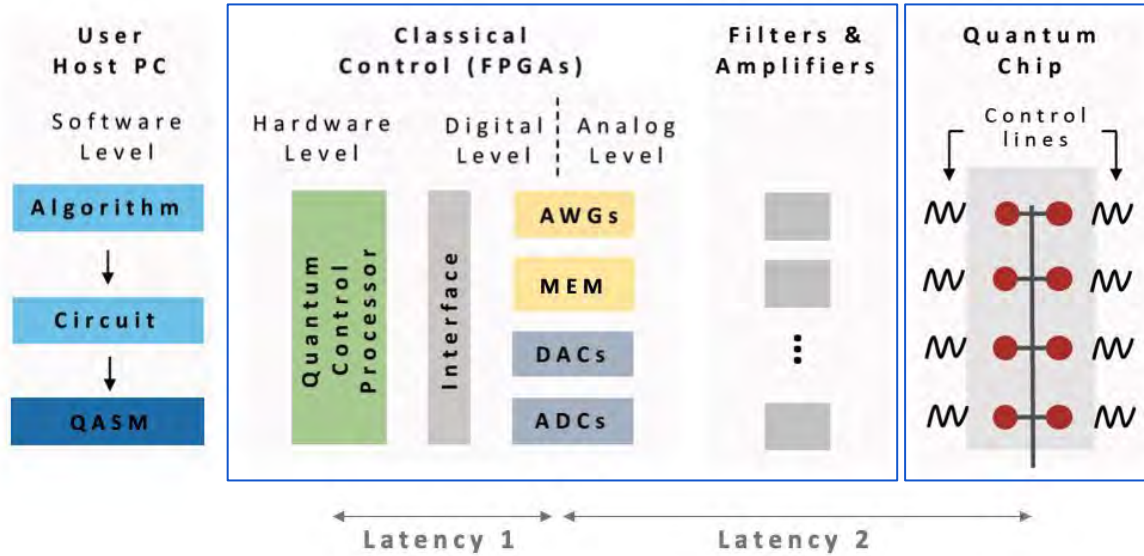 User
Host PC
Software
Level
Algorithm
Circuit
QASM
Classical
Control (FPGAs)
Hardware
Level
Digital
Level
Analog
Level
Quantum
Control
Processor
Interface
AWGs
MEM
DACs
ADCs
Filters &
Amplifiers
Quantum
Chip
Control
lines
Latency 1
Latency 2